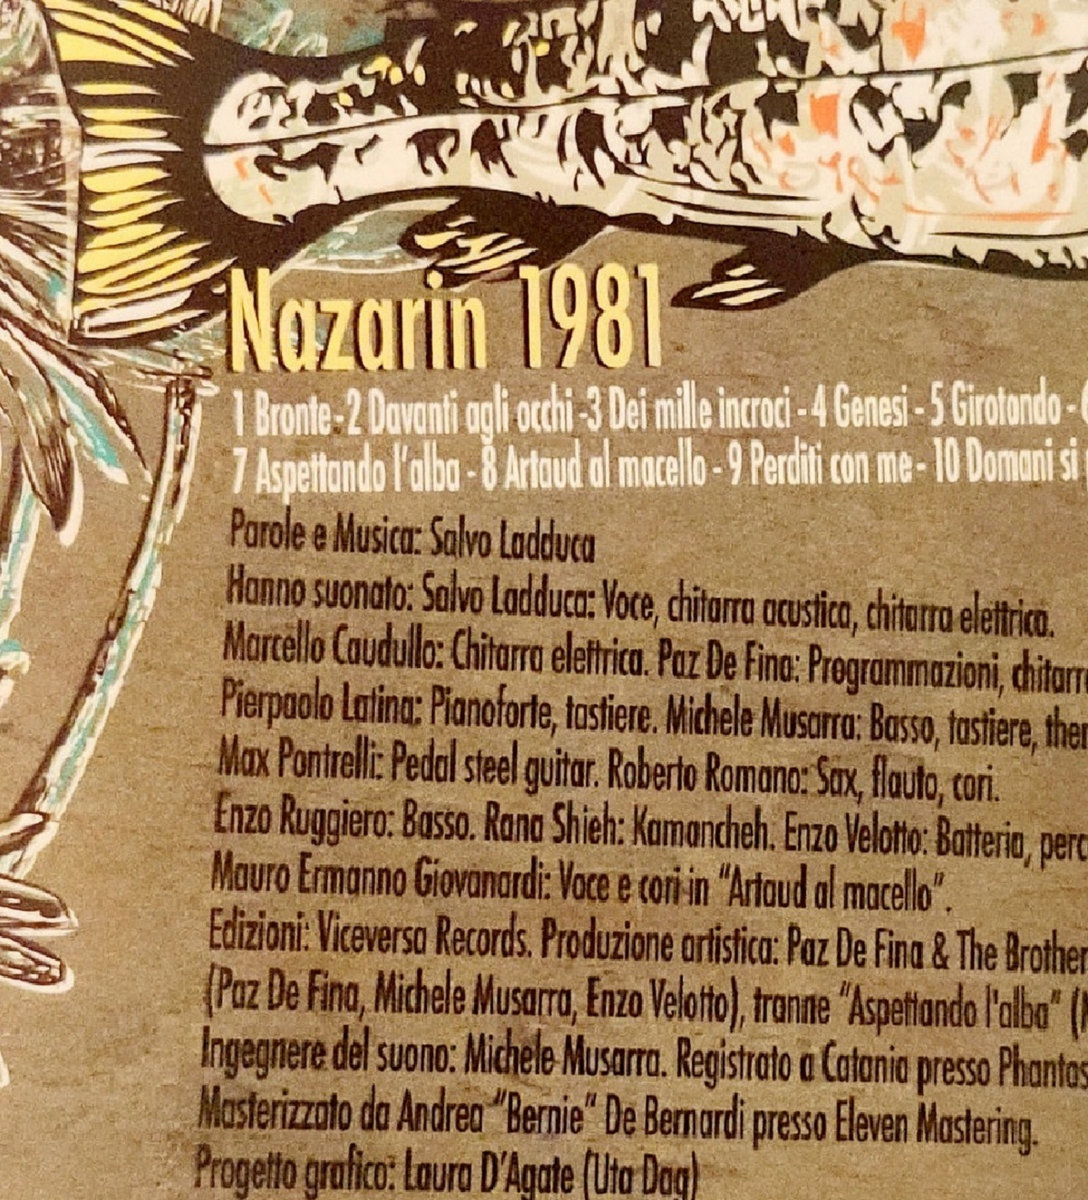 Nazarin 1981
1 Bronte - 2 Davanti agli occhi - 3 Dei mille incroci - 4 Genesi - 5 Girotondo -
7 Aspettando l'alba - 8 Artaud al macello - 9 Perditi con me - 10 Domani si
Parole e Musica: Salvo Ladduca
Hanno suonato: Salvo Ladduca: Voce, chitarra acustica, chitarra elettrica.
Marcello Caudullo: Chitarra elettrica. Paz De Fina: Programmazioni, chitarr
Pierpaolo Latina: Pianoforte, tastiere. Michele Musarra: Basso, tastiere, ther
Max Pontrelli: Pedal steel guitar. Roberto Romano: Sax, flauto, cori.
Enzo Ruggiero: Basso. Rana Shieh: Kamancheh. Enzo Velotto: Batteria, perc
Mauro Ermanno Giovanardi: Voce e cori in "Artaud al macello".
Edizioni: Viceversa Records. Produzione artistica: Paz De Fina & The Brother
(Paz De Fina, Michele Musarra, Enzo Velotto), tranne "Aspettando l'alba" (
Ingegnere del suono: Michele Musarra. Registrato a Catania presso Phantas
Masterizzato da Andrea "Bernie" De Bernardi presso Eleven Mastering.
Progetto grafico: Laura D'Agate (Uta Dag)